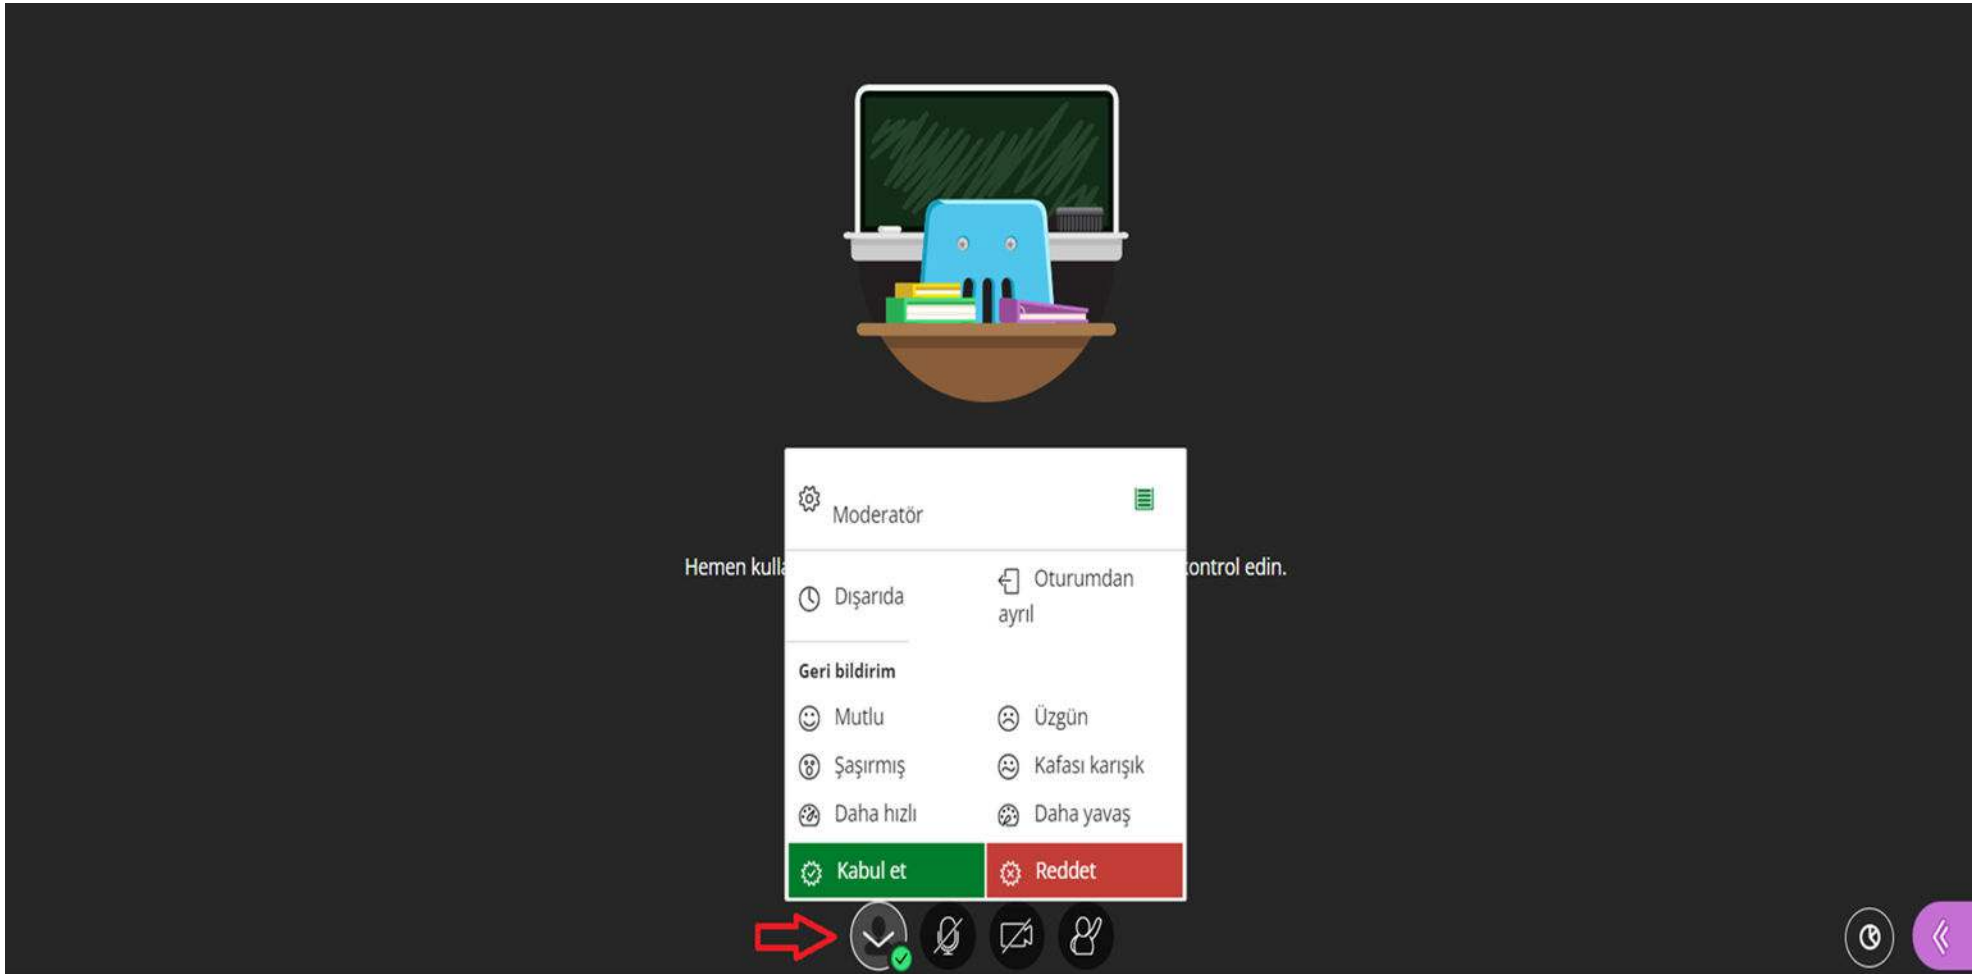 Moderatör
Hemen kulla
ontrol edin.
Dışarıda
Oturumdan
ayrıl
Geri bildirim
Mutlu
Üzgün
Şaşırmış
Kafası karışık
Daha hızlı
Daha yavaş
Kabul et
Reddet